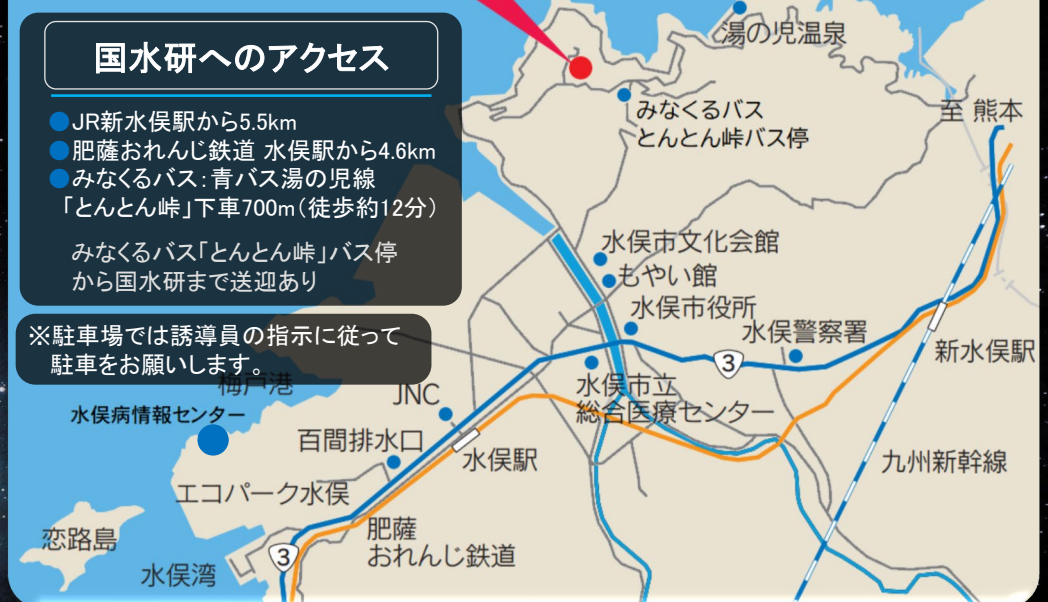 国水研へのアクセス
●JR新水俣駅から5.5km
●肥薩おれんじ鉄道 水俣駅から4.6km
●みなくるバス：青バス湯の児線
「とんとん峠」下車700m（徒歩約12分）
みなくるバス「とんとん峠」バス停
から国水研まで送迎あり
※駐車場では誘導員の指示に従って
駐車をお願いします。
湯の児温泉
みなくるバス
とんとん峠バス停
至 熊本
水俣市文化会館
もやい館
水俣市役所
水俣警察署
3
新水俣駅
水俣市立
総合医療センター
九州新幹線
梅戸港
JNC
水俣病情報センター
百間排水口
水俣駅
エコパーク水俣
肥薩
おれんじ鉄道
恋路島
3
水俣湾